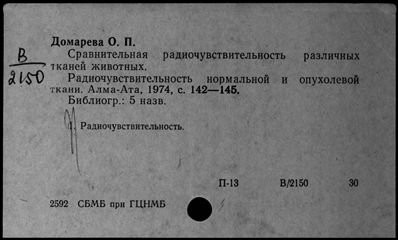 Домарева О. П.
В
2150
Сравнительная радиочувствительность различных
тканей животных.
Радиочувствительность нормальной и опухолевой
ткани. Алма-Ата, 1974, с. 142—145.
Библиогр.: 5 назв.
I. Радиочувствительность.
П-13 В/2150 30
2592 СБМБ при ГЦНМБ